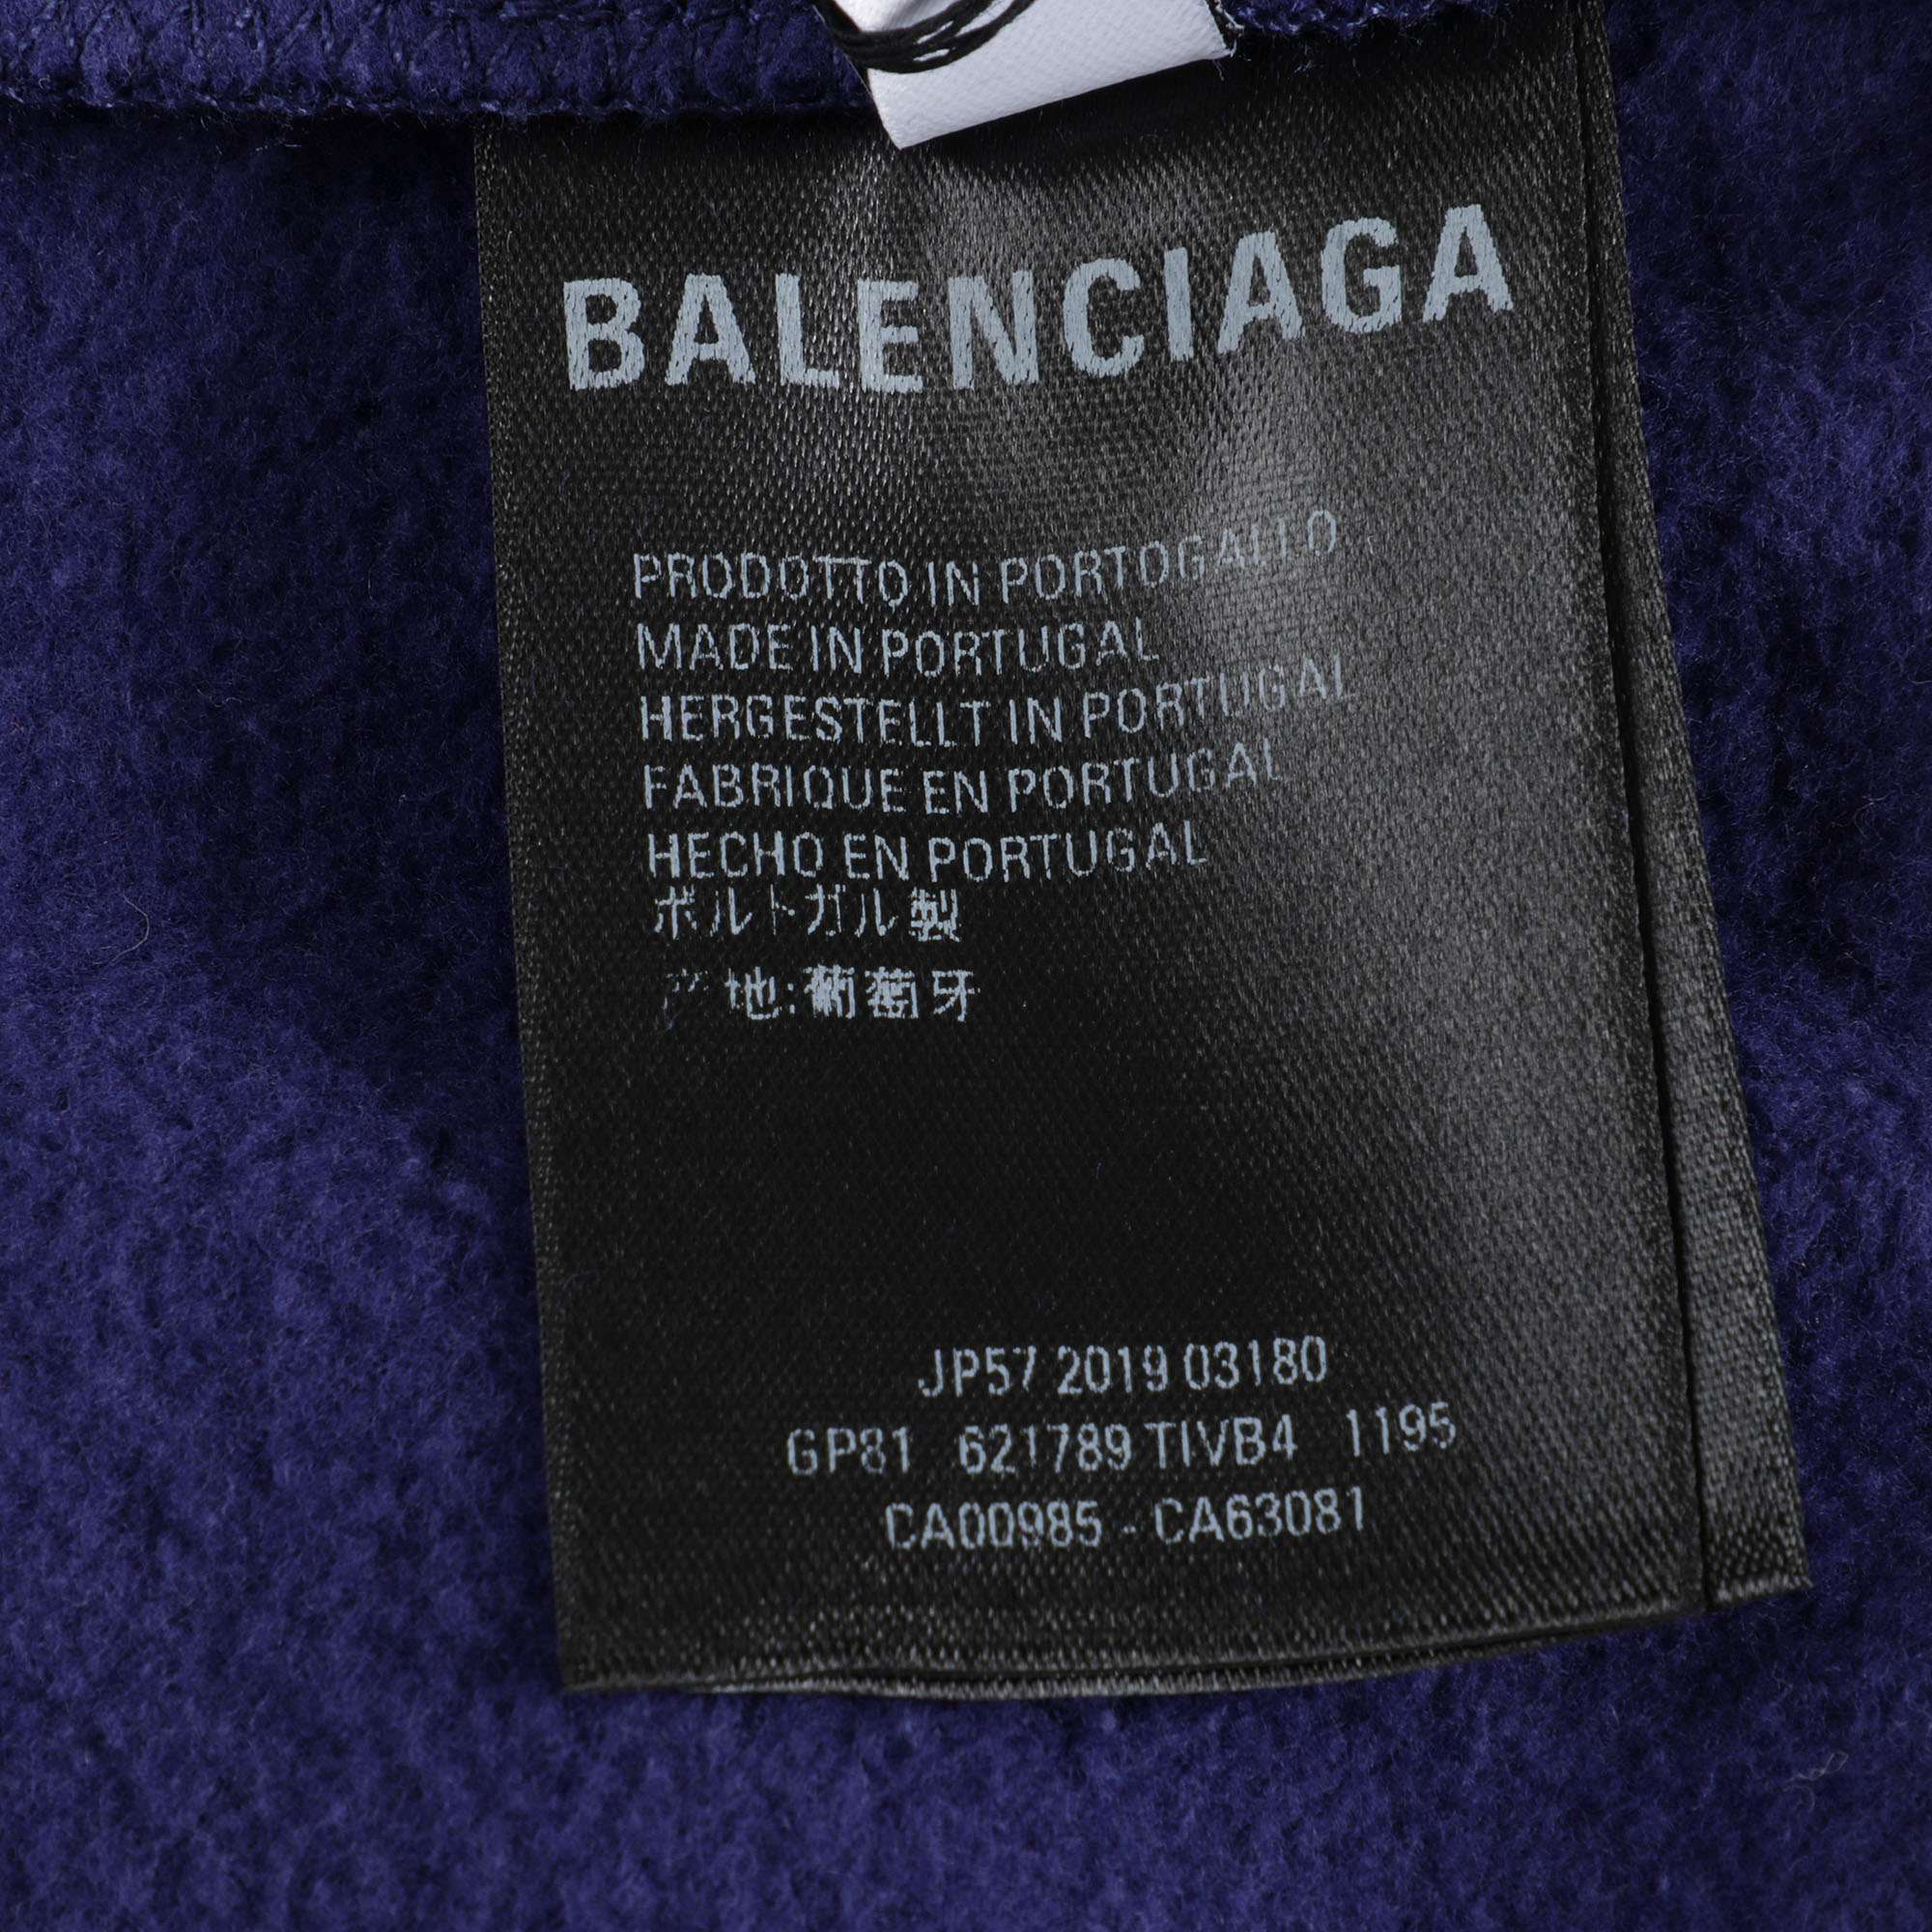 BALENCIAGA
PRODOTTO IN PORTOGALLO
MADE IN PORTUGAL
HERGESTELLT IN PORTUGAL
FABRIQUE EN PORTUGAL
HECHO EN PORTUGAL
ポルトガル製
产地:葡萄牙
JP57 2019 03180
GP81 621789 TIVB4 1195
CA00985 - CA63081